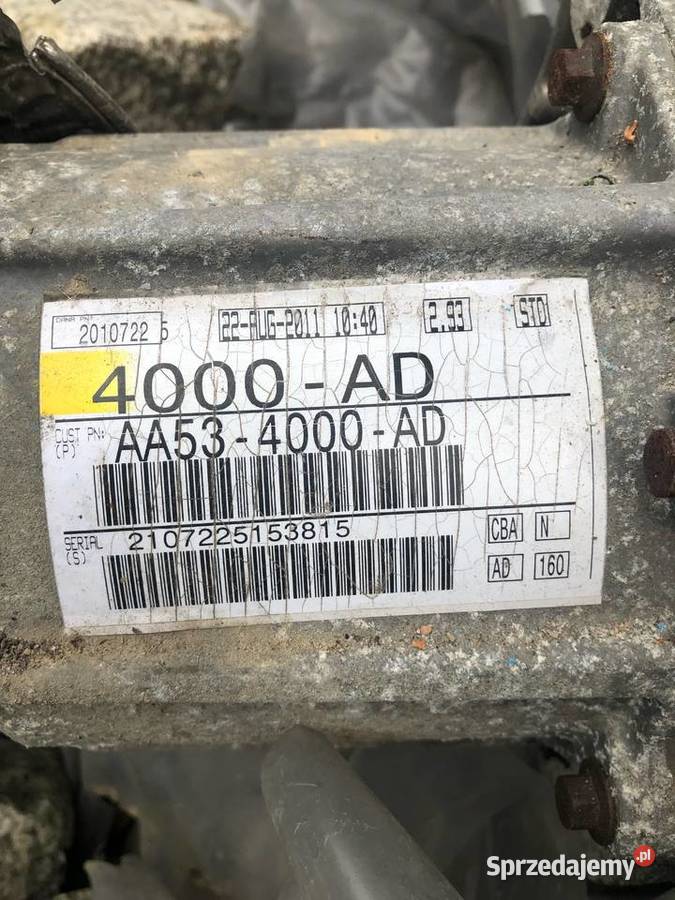 DANA PN:
2010722 5
22-AUG-2011 10:40
2.93
STD
4000-AD
CUST PN:
(P)
AA53-4000-AD
SERIAL
(S)
2107225153815
CBA
N
AD
160
Sprzedajemy.pl